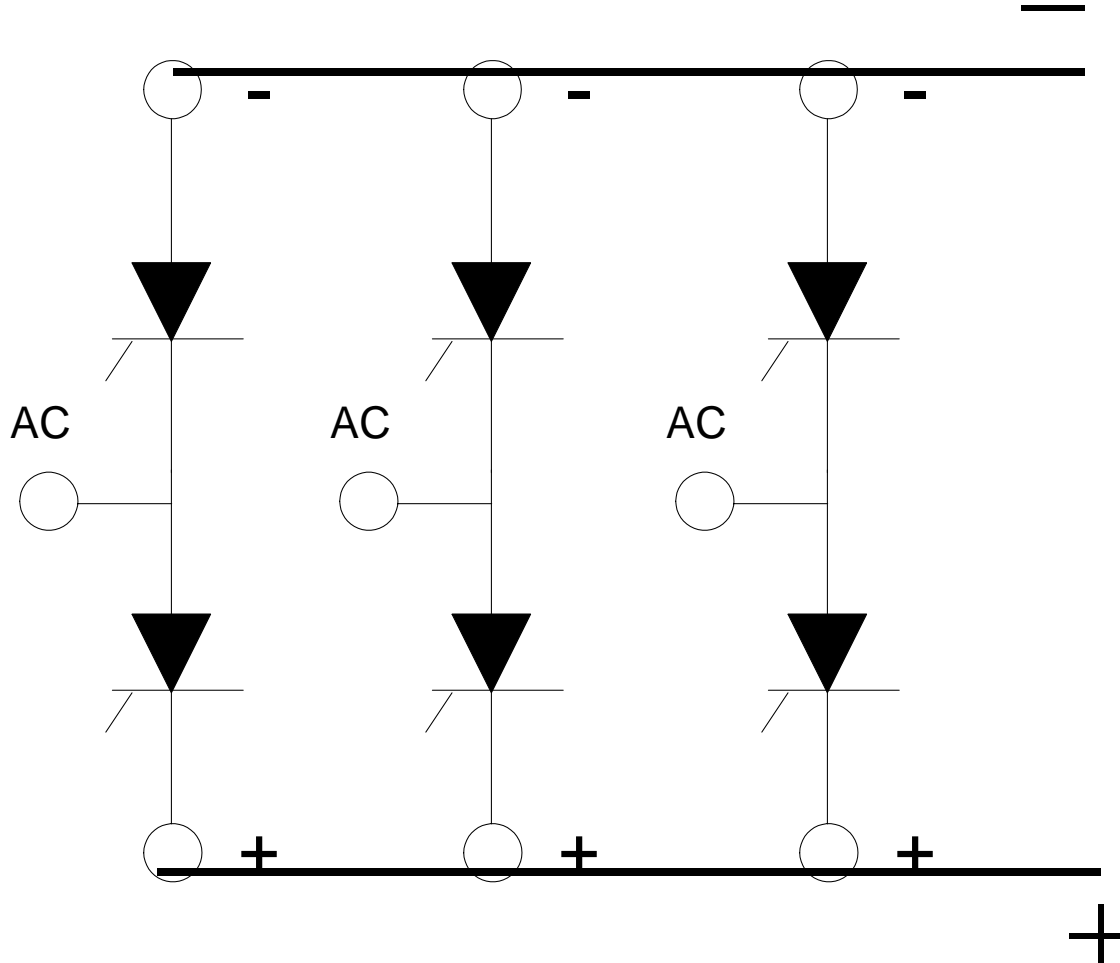 —
- - -
AC AC AC
+ + +
+